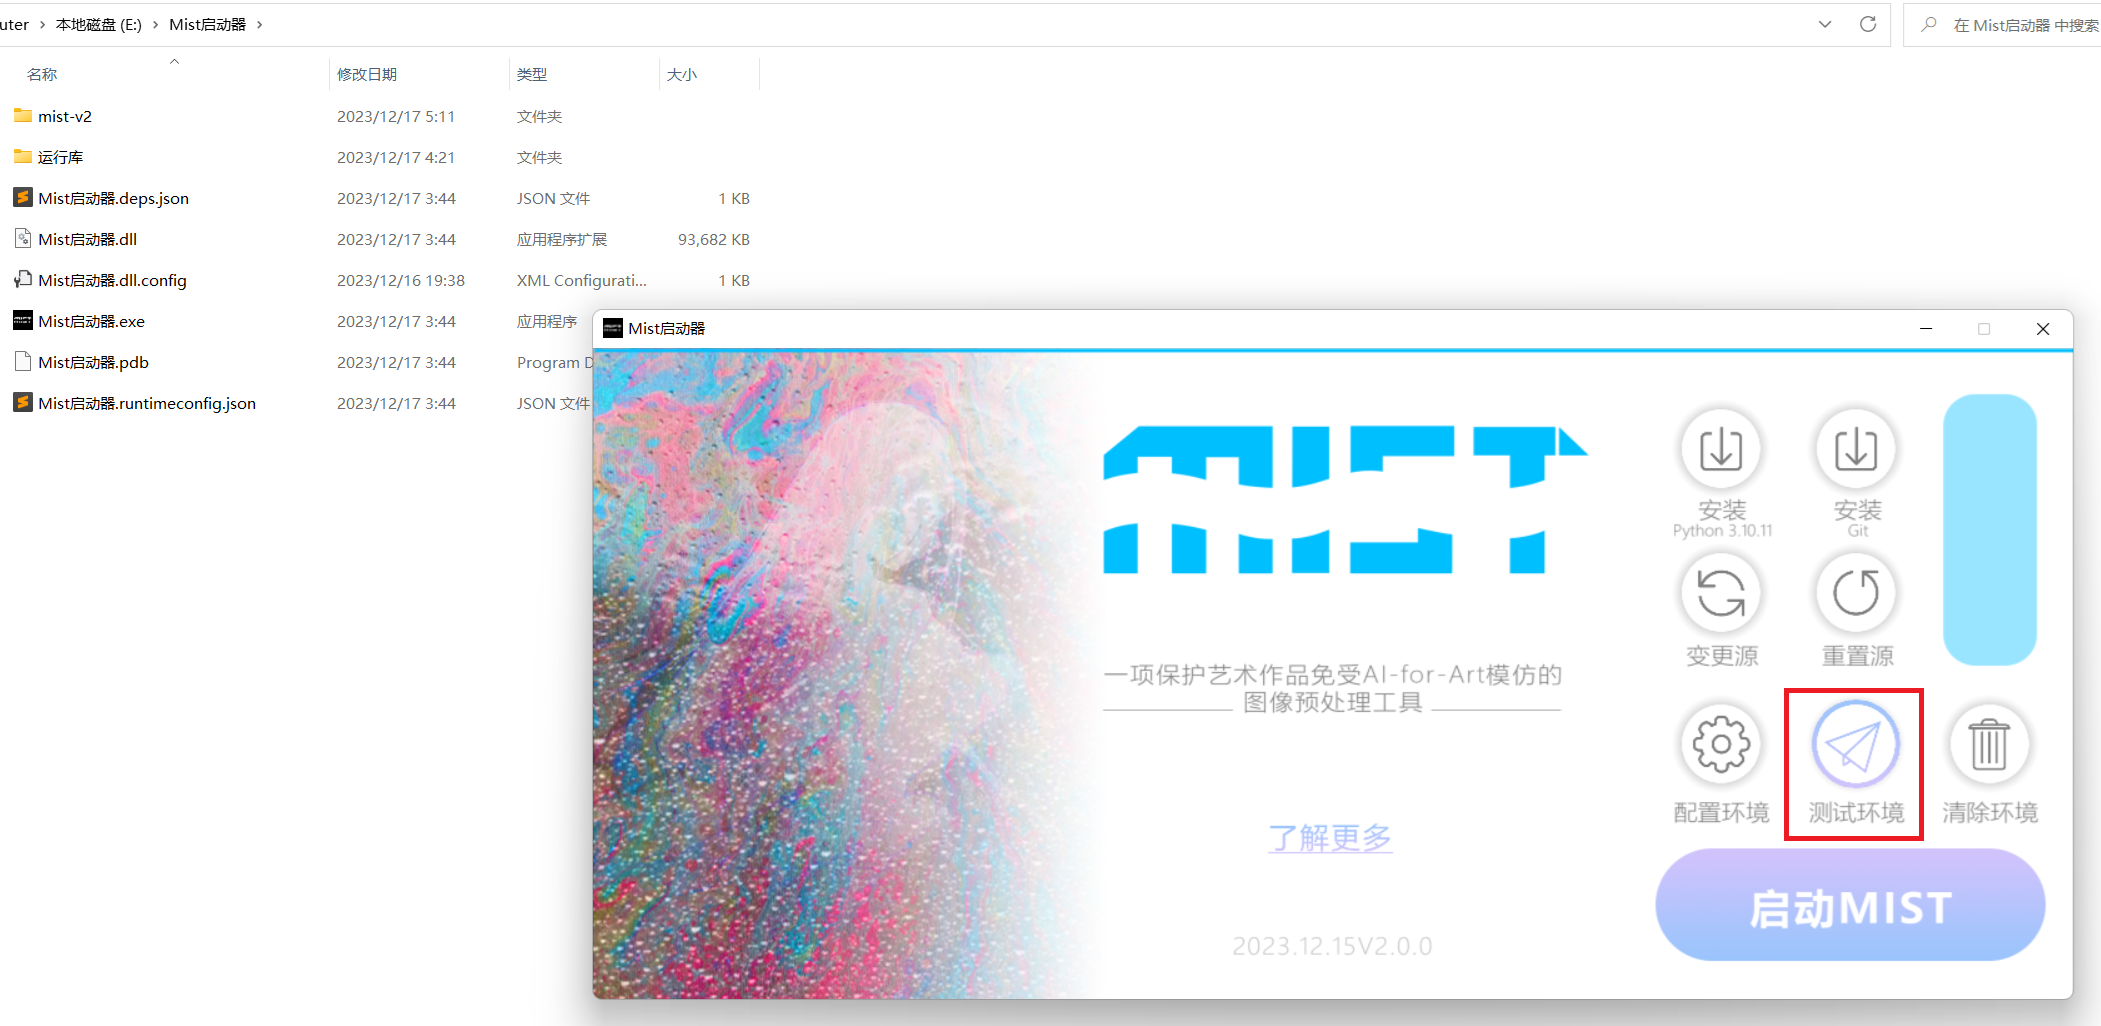 uter › 本地磁盘 (E:) › Mist启动器 ›
在 Mist启动器 中搜索
名称 修改日期 类型 大小
mist-v2 2023/12/17 5:11 文件夹
运行库 2023/12/17 4:21 文件夹
Mist启动器.deps.json 2023/12/17 3:44 JSON 文件 1 KB
Mist启动器.dll 2023/12/17 3:44 应用程序扩展 93,682 KB
Mist启动器.dll.config 2023/12/16 19:38 XML Configurati... 1 KB
Mist启动器.exe 2023/12/17 3:44 应用程序
Mist启动器.pdb 2023/12/17 3:44 Program D
Mist启动器.runtimeconfig.json 2023/12/17 3:44 JSON 文件
Mist启动器
MIST
一项保护艺术作品免受AI-for-Art模仿的
图像预处理工具
了解更多
2023.12.15V2.0.0
安装 安装
Python 3.10.11 Git
变更源 重置源
配置环境 测试环境 清除环境
启动MIST